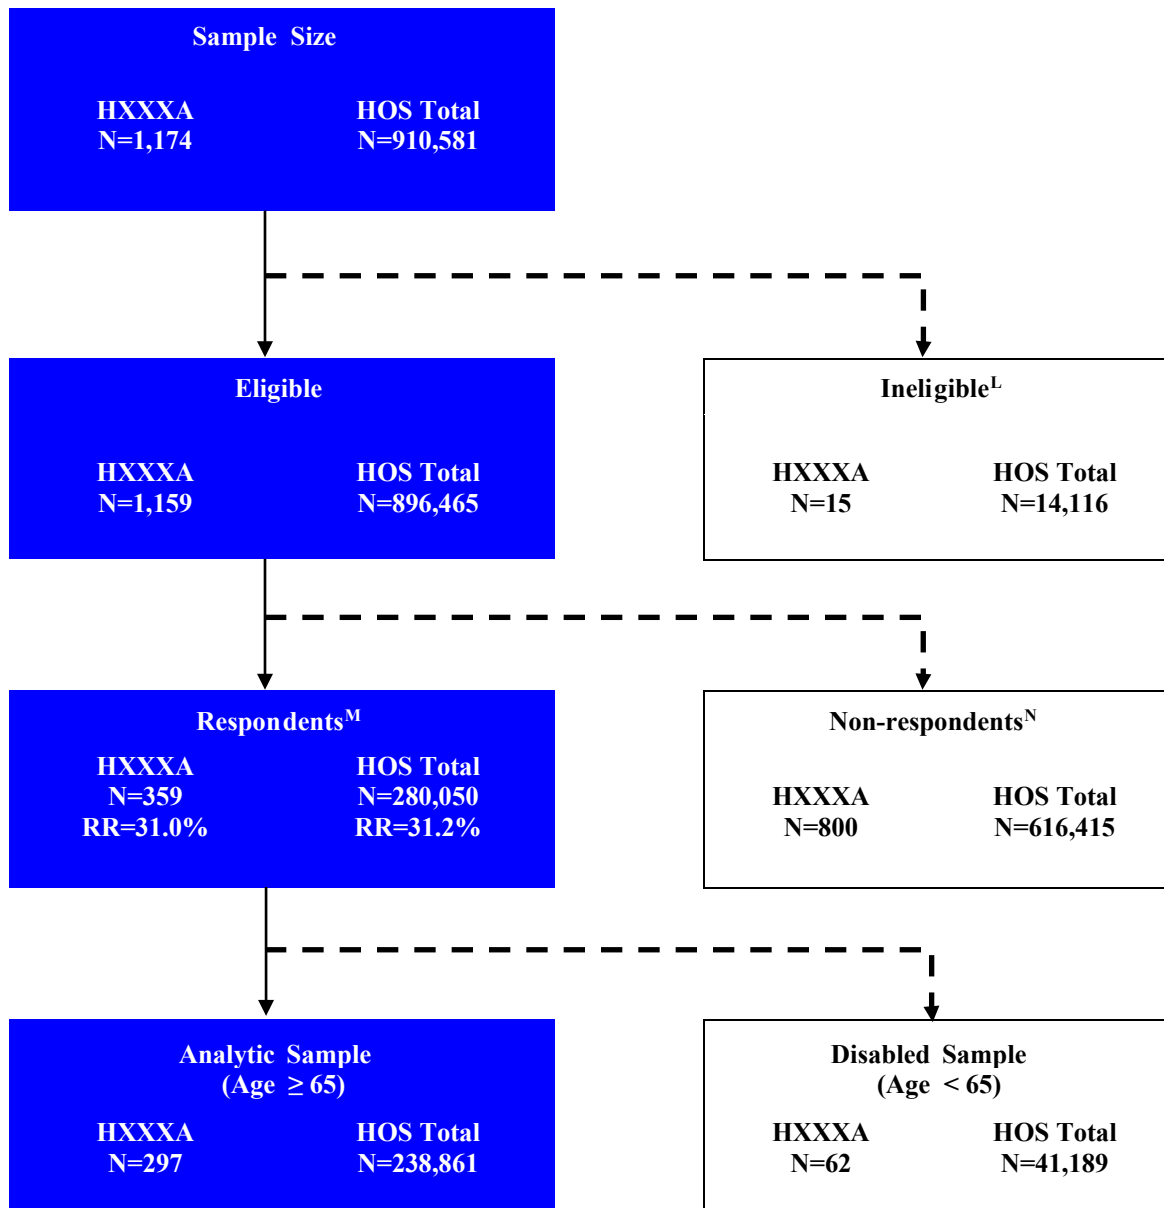 Sample Size
HXXXA HOS Total
N=1,174 N=910,581
Eligible
HXXXA HOS Total
N=1,159 N=896,465
Ineligible^L
HXXXA HOS Total
N=15 N=14,116
Respondents^M
HXXXA HOS Total
N=359 N=280,050
RR=31.0% RR=31.2%
Non-respondents^N
HXXXA HOS Total
N=800 N=616,415
Analytic Sample
(Age ≥ 65)
HXXXA HOS Total
N=297 N=238,861
Disabled Sample
(Age < 65)
HXXXA HOS Total
N=62 N=41,189